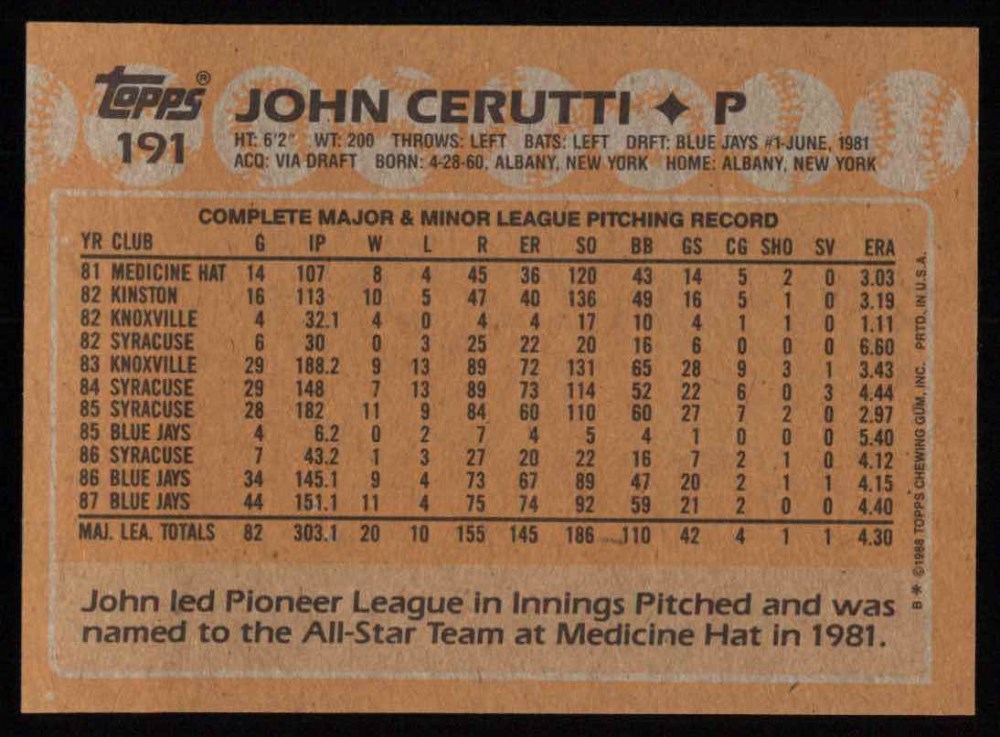 Topps®
191
JOHN CERUTTI ✦ P
HT: 6'2" WT: 200 THROWS: LEFT BATS: LEFT DRFT: BLUE JAYS #1-JUNE, 1981
ACQ: VIA DRAFT BORN: 4-28-60, ALBANY, NEW YORK HOME: ALBANY, NEW YORK
COMPLETE MAJOR & MINOR LEAGUE PITCHING RECORD
YR CLUB G IP W L R ER SO BB GS CG SHO SV ERA
81 MEDICINE HAT 14 107 8 4 45 36 120 43 14 5 2 0 3.03
82 KINSTON 16 113 10 5 47 40 136 49 16 5 1 0 3.19
82 KNOXVILLE 4 32.1 4 0 4 4 17 10 4 1 1 0 1.11
82 SYRACUSE 6 30 0 3 25 22 20 16 6 0 0 0 6.60
83 KNOXVILLE 29 188.2 9 13 89 72 131 65 28 9 3 1 3.43
84 SYRACUSE 29 148 7 13 89 73 114 52 22 6 0 3 4.44
85 SYRACUSE 28 182 11 9 84 60 110 60 27 7 2 0 2.97
85 BLUE JAYS 4 6.2 0 2 7 4 5 4 1 0 0 0 5.40
86 SYRACUSE 7 43.2 1 3 27 20 22 16 7 2 1 0 4.12
86 BLUE JAYS 34 145.1 9 4 73 67 89 47 20 2 1 1 4.15
87 BLUE JAYS 44 151.1 11 4 75 74 92 59 21 2 0 0 4.40
MAJ. LEA. TOTALS 82 303.1 20 10 155 145 186 110 42 4 1 1 4.30
John led Pioneer League in Innings Pitched and was
named to the All-Star Team at Medicine Hat in 1981.
B* ©1988 TOPPS CHEWING GUM, INC. PRTD. IN U.S.A.